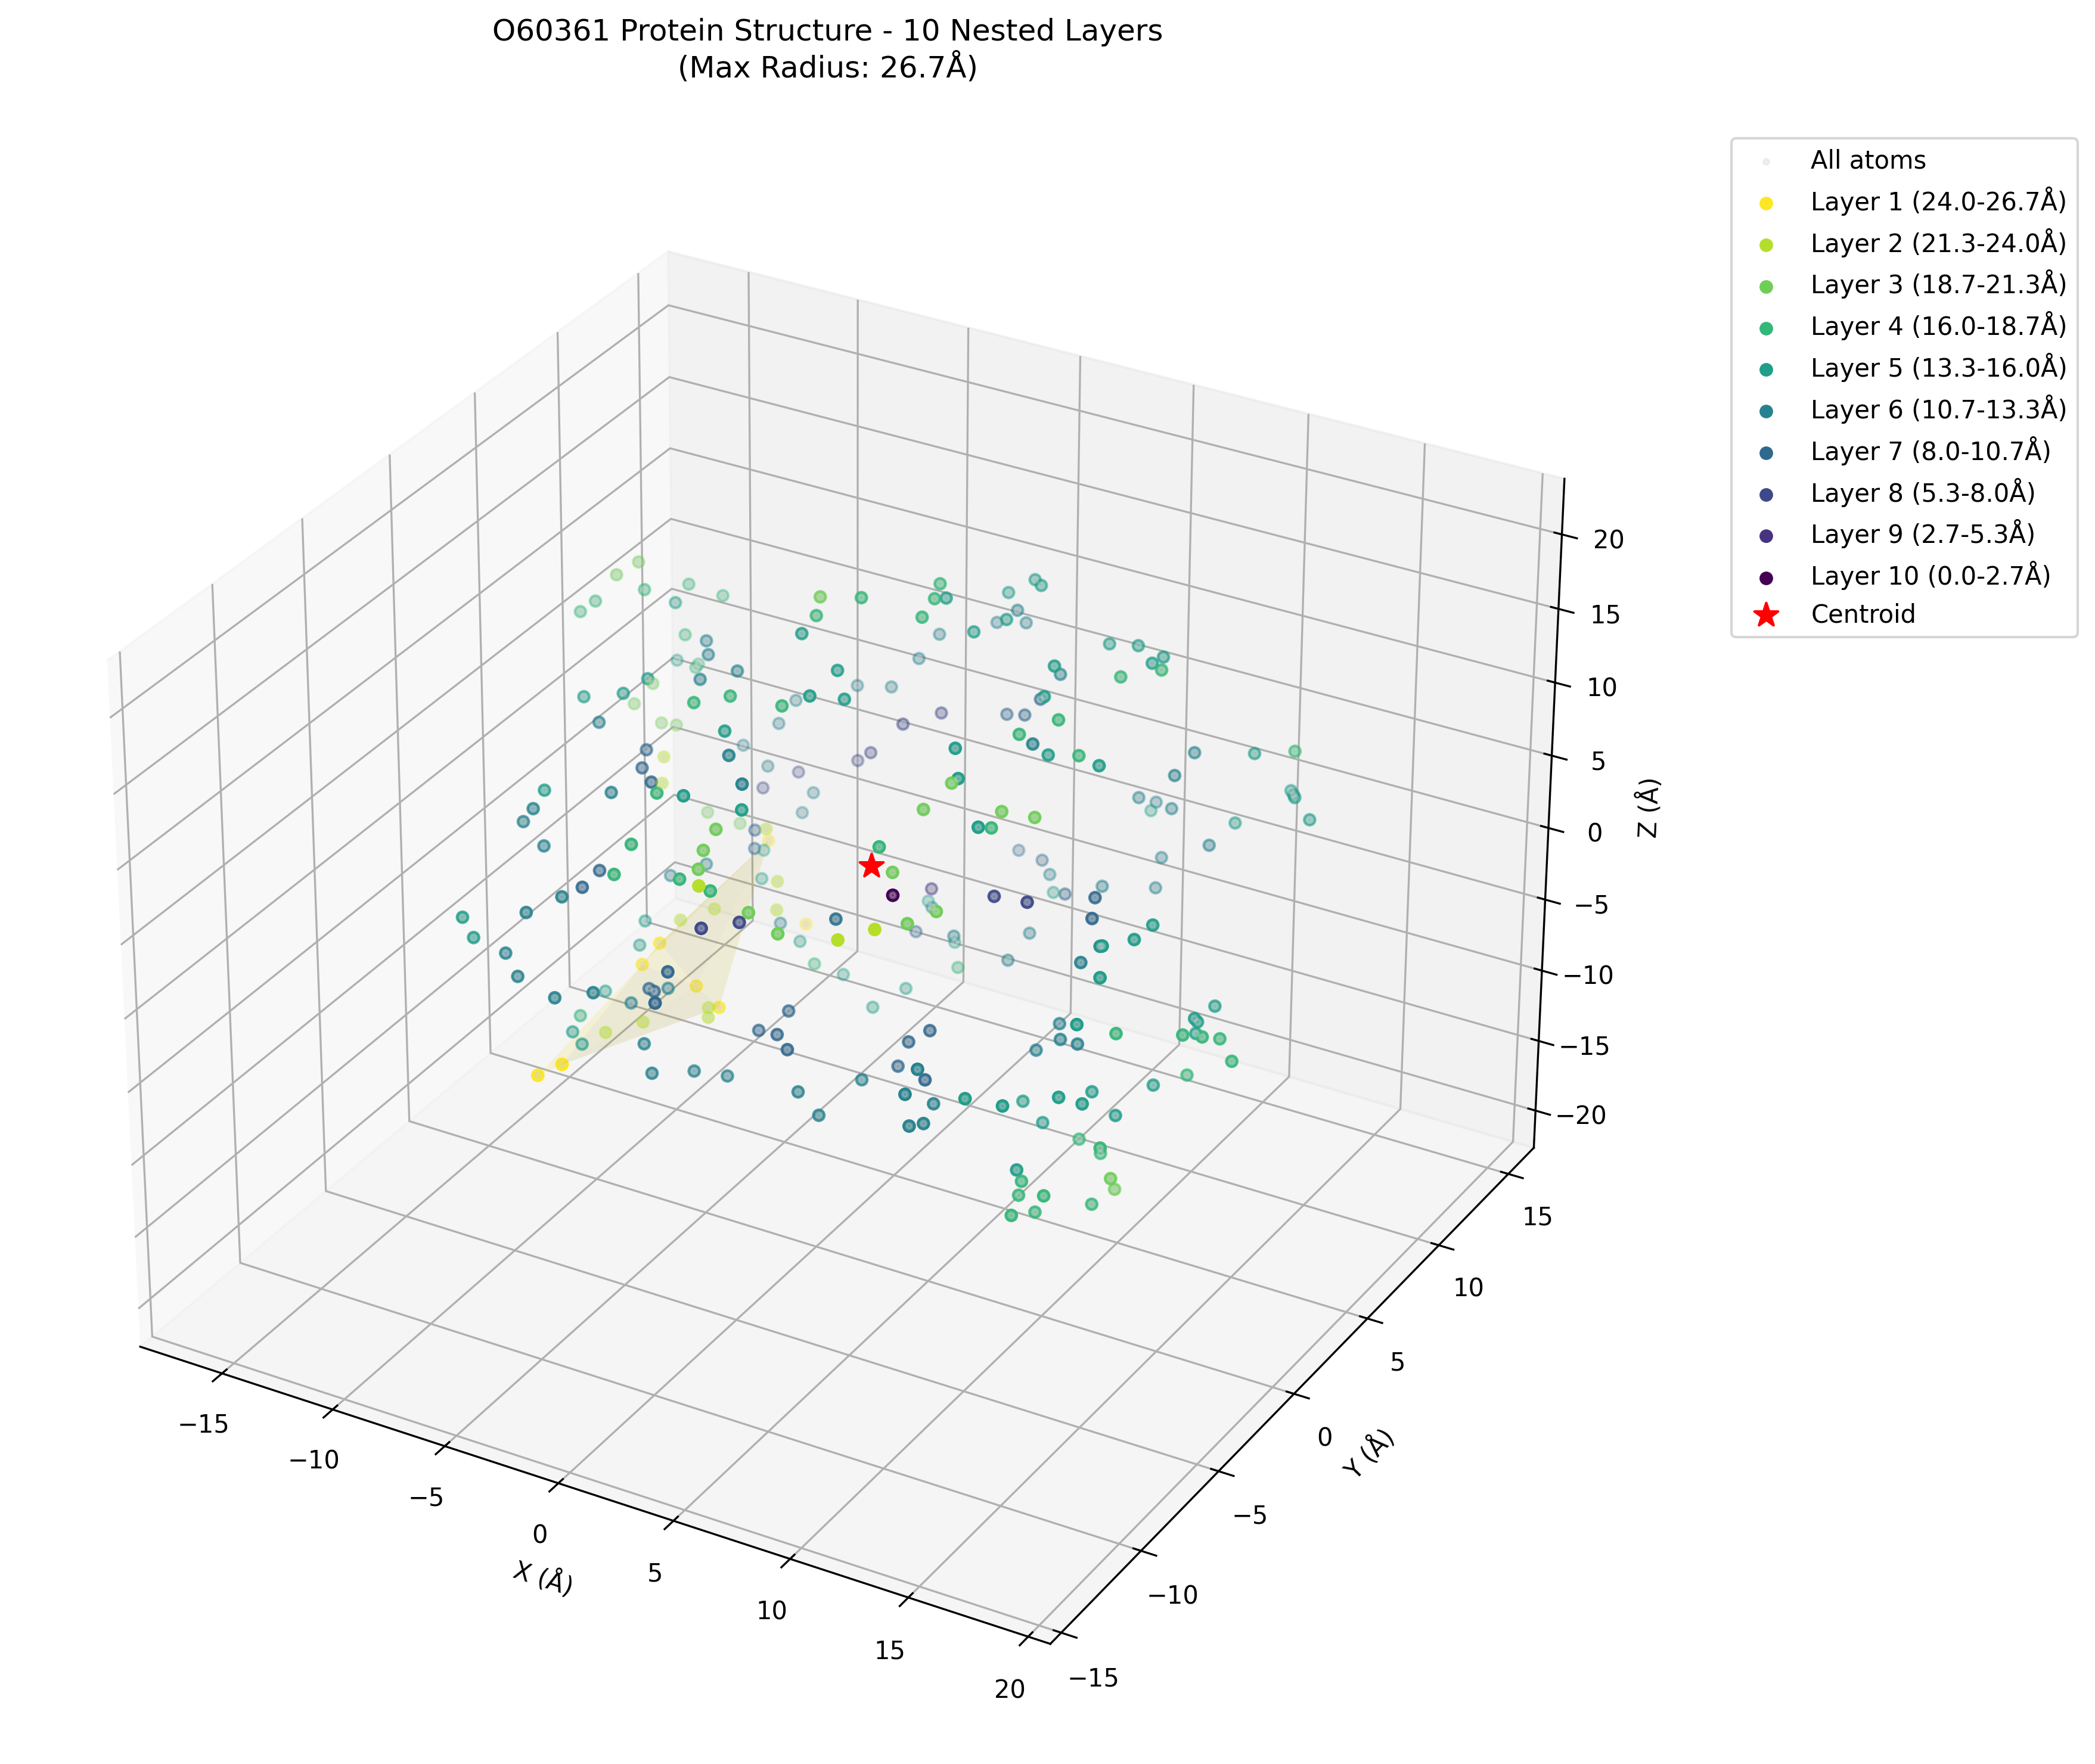 O60361 Protein Structure - 10 Nested Layers
(Max Radius: 26.7Å)
All atoms
Layer 1 (24.0-26.7Å)
Layer 2 (21.3-24.0Å)
Layer 3 (18.7-21.3Å)
Layer 4 (16.0-18.7Å)
Layer 5 (13.3-16.0Å)
Layer 6 (10.7-13.3Å)
Layer 7 (8.0-10.7Å)
Layer 8 (5.3-8.0Å)
Layer 9 (2.7-5.3Å)
Layer 10 (0.0-2.7Å)
Centroid
20
15
10
5
0
−5
−10
−15
−20
Z (Å)
15
10
5
0
−5
−10
−15
Y (Å)
−15
−10
−5
0
5
10
15
20
X (Å)